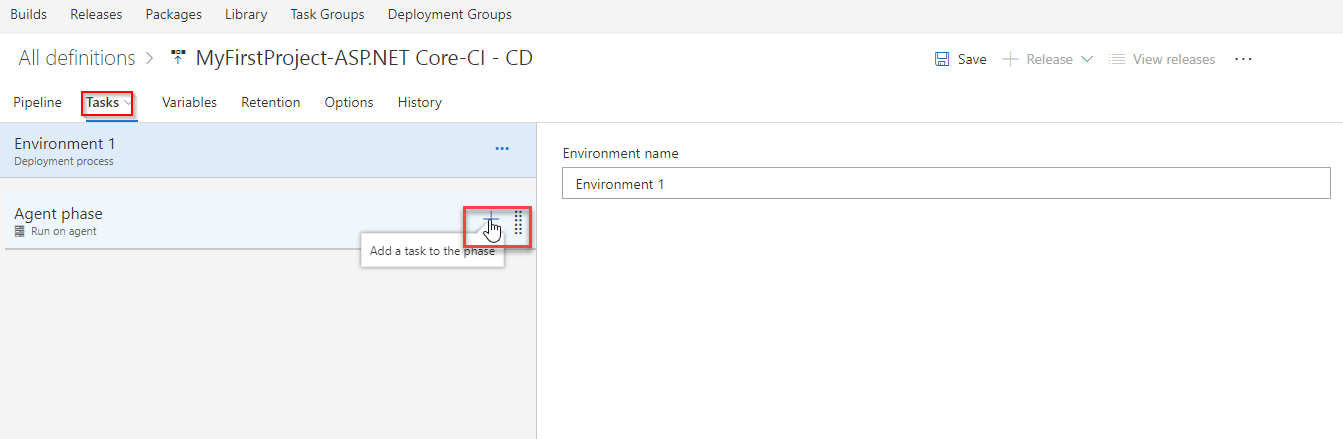 Builds Releases Packages Library Task Groups Deployment Groups
All definitions > MyFirstProject-ASP.NET Core-CI - CD
Save Release View releases ...
Pipeline Tasks Variables Retention Options History
Environment 1
Deployment process
Agent phase
Run on agent
Add a task to the phase
Environment name
Environment 1